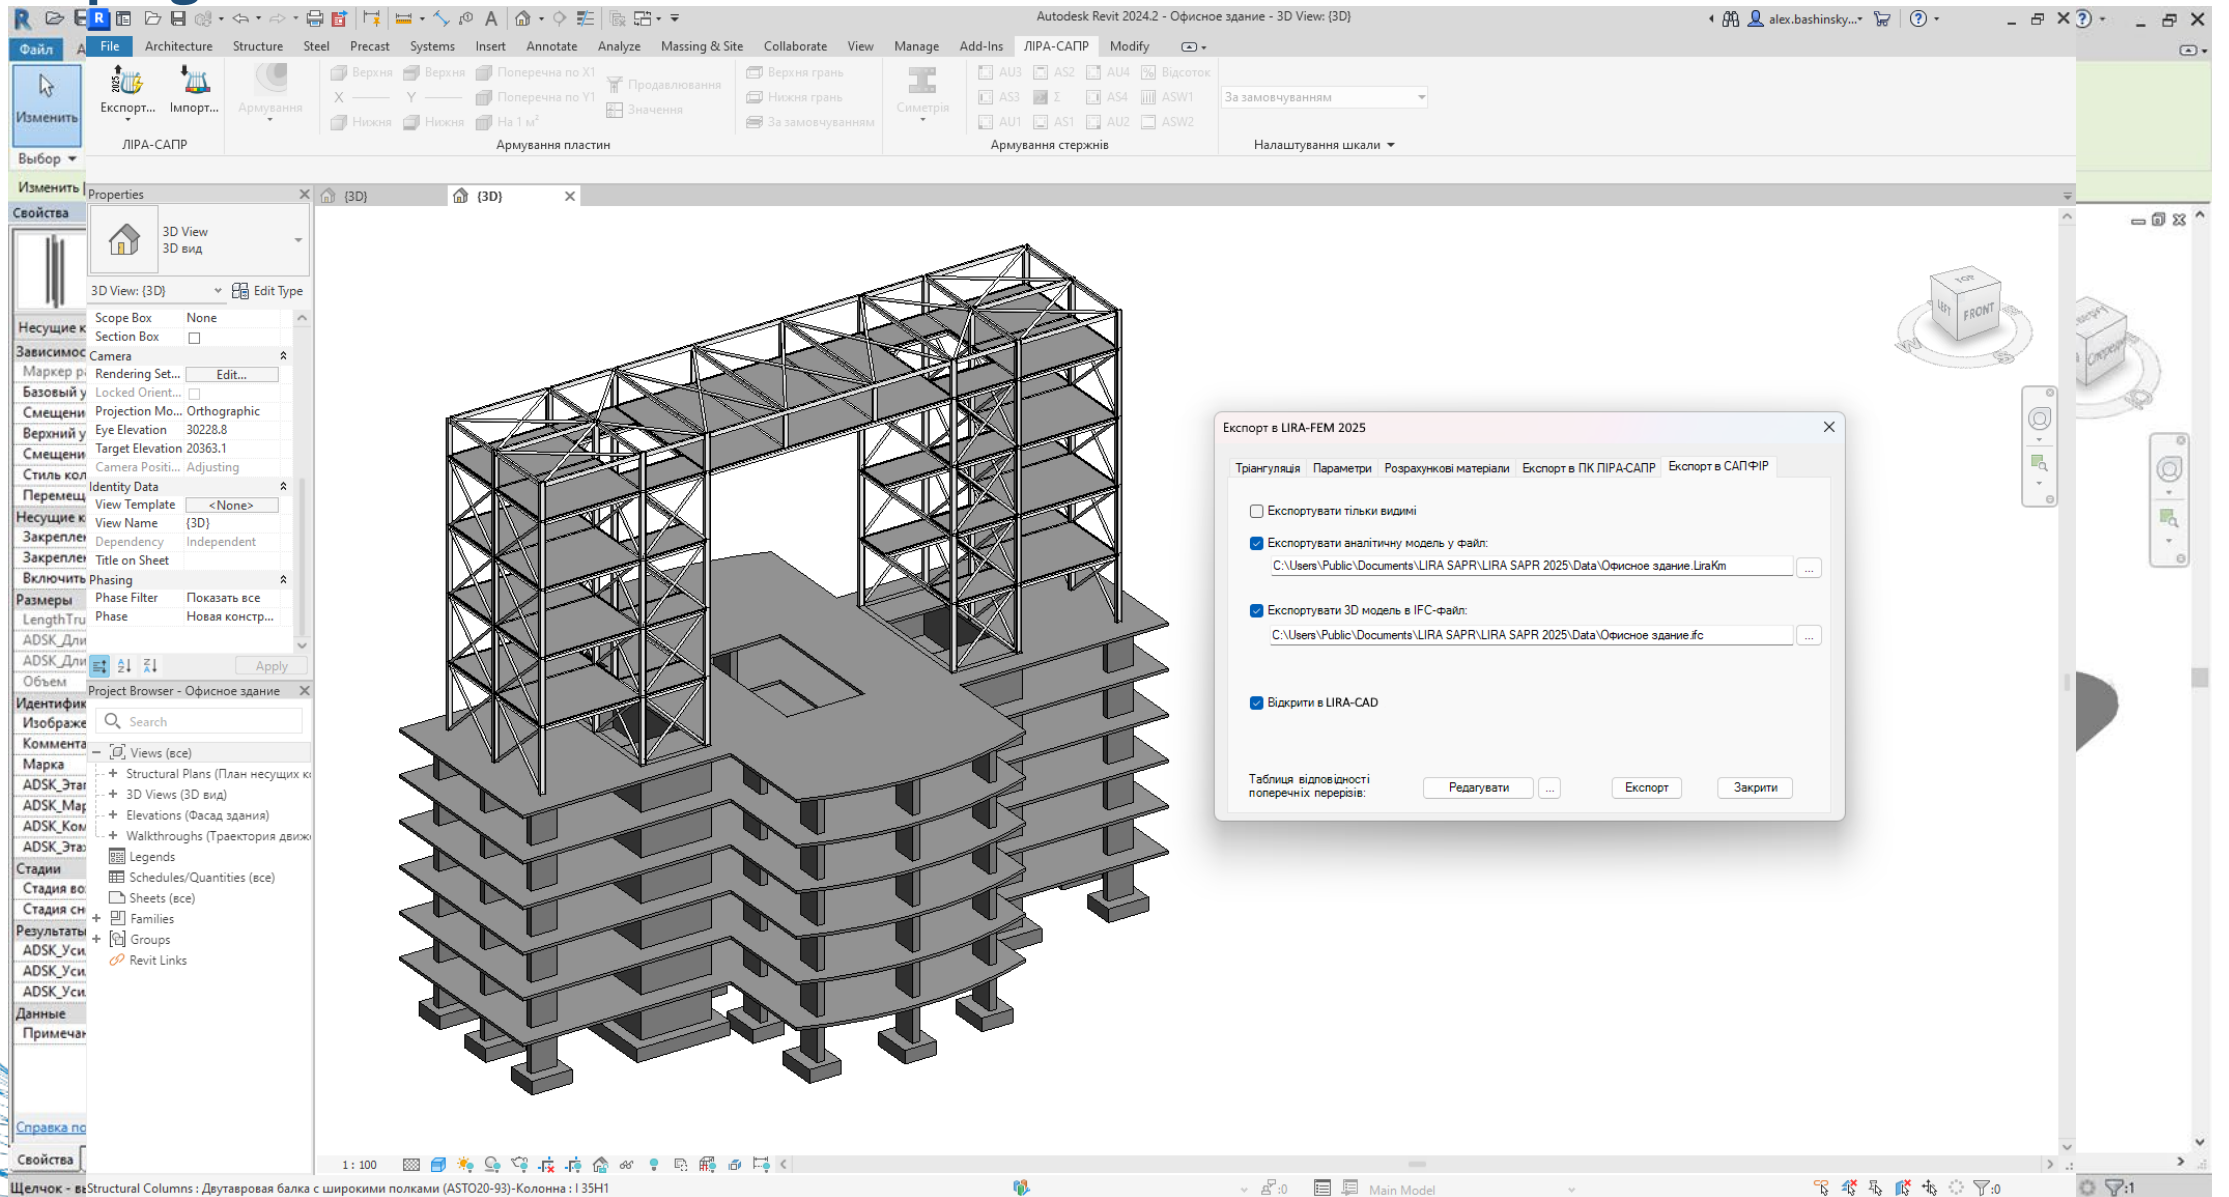 Autodesk Revit 2024.2 - Офисное здание - 3D View: {3D}
alex.bashinsky...
Файл
File Architecture Structure Steel Precast Systems Insert Annotate Analyze Massing & Site Collaborate View Manage Add-Ins ЛІРА-САПР Modify
Изменить
Выбор
2025
Експорт... Імпорт...
ЛІРА-САПР
Армування
Верхня Верхня Поперечна по X1
X Y Поперечна по Y1
Нижня Нижня На 1 м²
Продавлювання
Значення
Верхня грань
Нижня грань
За замовчуванням
Армування пластин
Симетрія
AU3 AS2 AU4 Відсоток
AS3 Σ AS4 ASW1
AU1 AS1 AU2 ASW2
Армування стержнів
За замовчуванням
Налаштування шкали
Изменить
Свойства
Properties
{3D} {3D}
3D View
3D вид
3D View: {3D} Edit Type
Scope Box None
Section Box
Camera
Rendering Set... Edit...
Locked Orient...
Projection Mo... Orthographic
Eye Elevation 30228.8
Target Elevation 20363.1
Camera Positi... Adjusting
Identity Data
View Template <None>
View Name {3D}
Dependency Independent
Title on Sheet
Phasing
Phase Filter Показать все
Phase Новая констр...
Apply
Project Browser - Офисное здание
Search
Views (все)
Structural Plans (План несущих к
3D Views (3D вид)
Elevations (Фасад здания)
Walkthroughs (Траектория движ
Legends
Schedules/Quantities (все)
Sheets (все)
Families
Groups
Revit Links
Несущие к
Зависимос
Маркер р
Базовый у
Смещени
Верхний у
Смещени
Стиль кол
Перемещ
Несущие к
Закреплен
Закреплен
Включить
Размеры
LengthTru
ADSK_Дли
ADSK_Дли
Объем
Идентифик
Изображе
Коммента
Марка
ADSK_Этап
ADSK_Мар
ADSK_Ком
ADSK_Этаж
Стадии
Стадия во
Стадия сн
Результаты
ADSK_Уси
ADSK_Уси
ADSK_Уси
Данные
Примечан
Справка по
Свойства
TOP
LEFT FRONT
W S
Експорт в LIRA-FEM 2025
Тріангуляція Параметри Розрахункові матеріали Експорт в ПК ЛІРА-САПР Експорт в САПФІР
Експортувати тільки видимі
Експортувати аналітичну модель у файл:
C:\Users\Public\Documents\LIRA SAPR\LIRA SAPR 2025\Data\Офисное здание.LiraKm
...
Експортувати 3D модель в IFC-файл:
C:\Users\Public\Documents\LIRA SAPR\LIRA SAPR 2025\Data\Офисное здание.ifc
...
Відкрити в LIRA-CAD
Таблиця відповідності
поперечніх перерізів:
Редагувати ... Експорт Закрити
1 : 100
Щелчок - вы
Structural Columns : Двутавровая балка с широкими полками (АСТО20-93)-Колонна : I 35H1
:0
Main Model
:0
:1